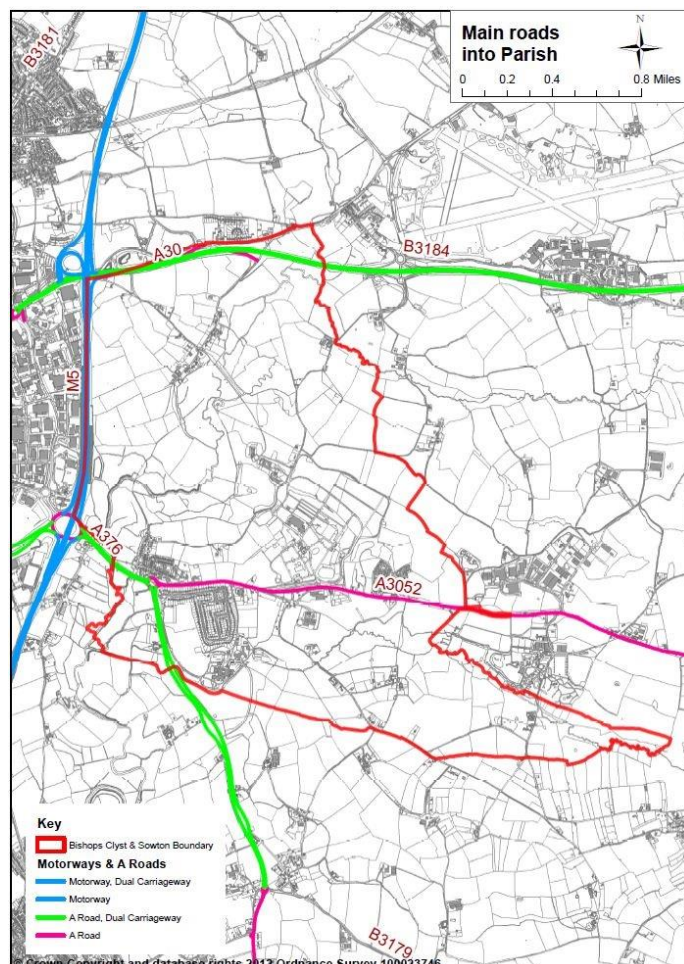 Main roads
into Parish
N
0 0.2 0.4 0.8 Miles
B3181
A30
B3184
M5
A376
A3052
B3179
Key
Bishops Clyst & Sowton Boundary
Motorways & A Roads
Motorway, Dual Carriageway
Motorway
A Road, Dual Carriageway
A Road
© Crown Copyright and database rights 2012 Ordnance Survey 100023746